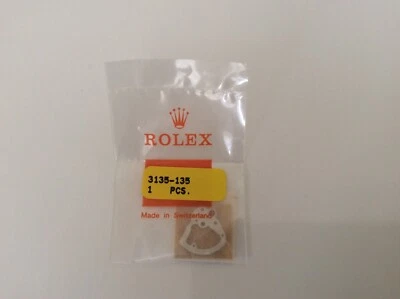 ROLEX
3135-135
1 PCS.
Made in Switzerland